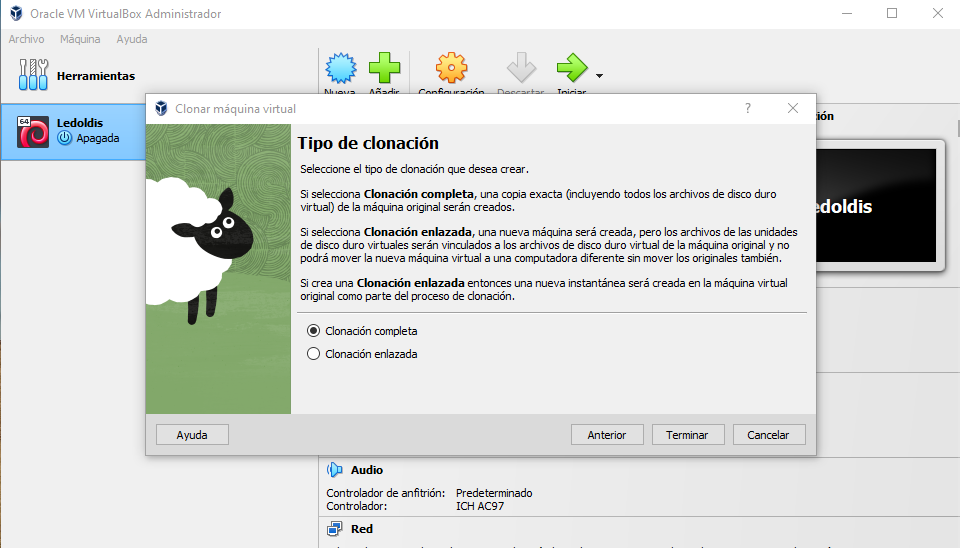 Oracle VM VirtualBox Administrador
Archivo Máquina Ayuda
Herramientas
Nueva Añadir Configuración Descartar Iniciar
64
Ledoldis
Apagada
Clonar máquina virtual
?
Tipo de clonación
Seleccione el tipo de clonación que desea crear.
Si selecciona Clonación completa, una copia exacta (incluyendo todos los archivos de disco duro
virtual) de la máquina original serán creados.
Si selecciona Clonación enlazada, una nueva máquina será creada, pero los archivos de las unidades
de disco duro virtuales serán vinculados a los archivos de disco duro virtual de la máquina original y no
podrá mover la nueva máquina virtual a una computadora diferente sin mover los originales también.
Si crea una Clonación enlazada entonces una nueva instantánea será creada en la máquina virtual
original como parte del proceso de clonación.
Clonación completa
Clonación enlazada
Ayuda
Anterior Terminar Cancelar
ión
edoldis
Audio
Controlador de anfitrión: Predeterminado
Controlador: ICH AC97
Red